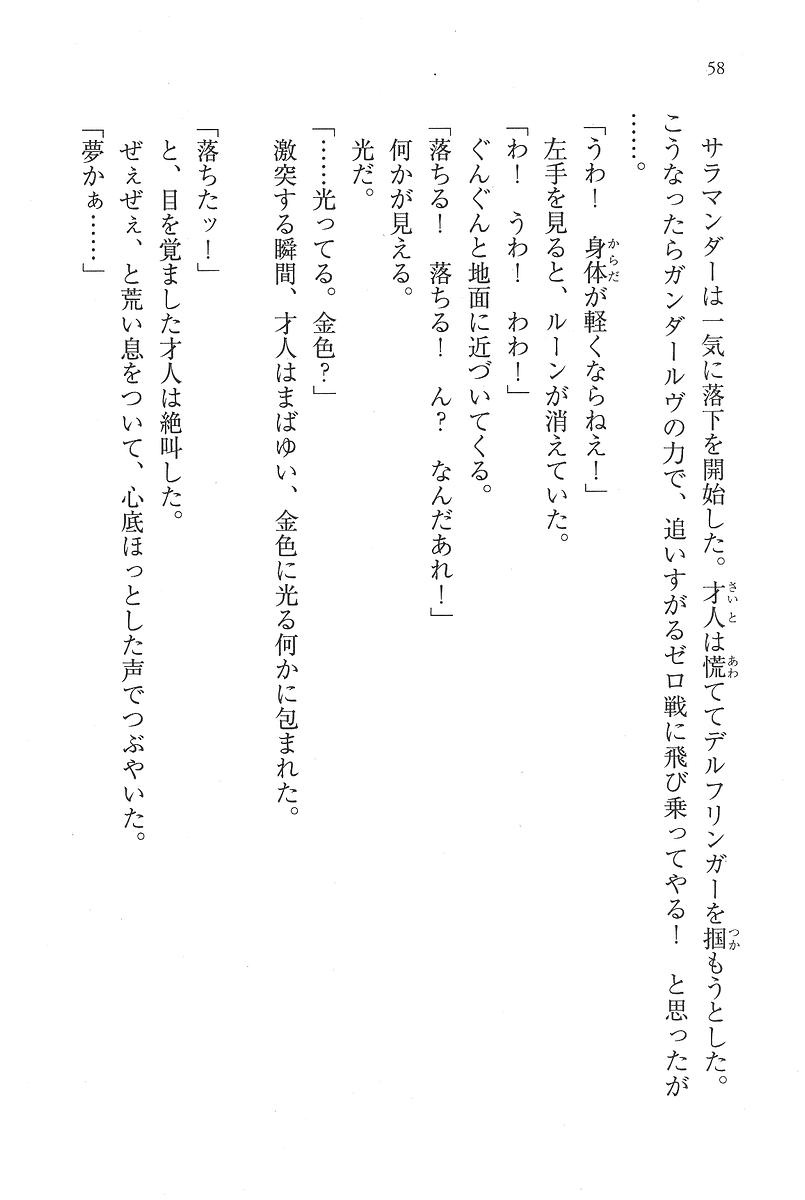 58
サラマンダーは一気に落下を開始した。才人は慌ててデルフリンガーを掴もうとした。
こうなったらガンダールヴの力で、追いすがるゼロ戦に飛び乗ってやる！　と思ったが
……。
「うわ！　身体が軽くならねえ！」
左手を見ると、ルーンが消えていた。
「わ！　うわ！　わわ！」
ぐんぐんと地面に近づいてくる。
「落ちる！　落ちる！　ん？　なんだあれ！」
何かが見える。
光だ。
「……光ってる。金色？」
激突する瞬間、才人はまばゆい、金色に光る何かに包まれた。
「落ちたッ！」
と、目を覚ました才人は絶叫した。
ぜぇぜぇ、と荒い息をついて、心底ほっとした声でつぶやいた。
「夢かぁ……」